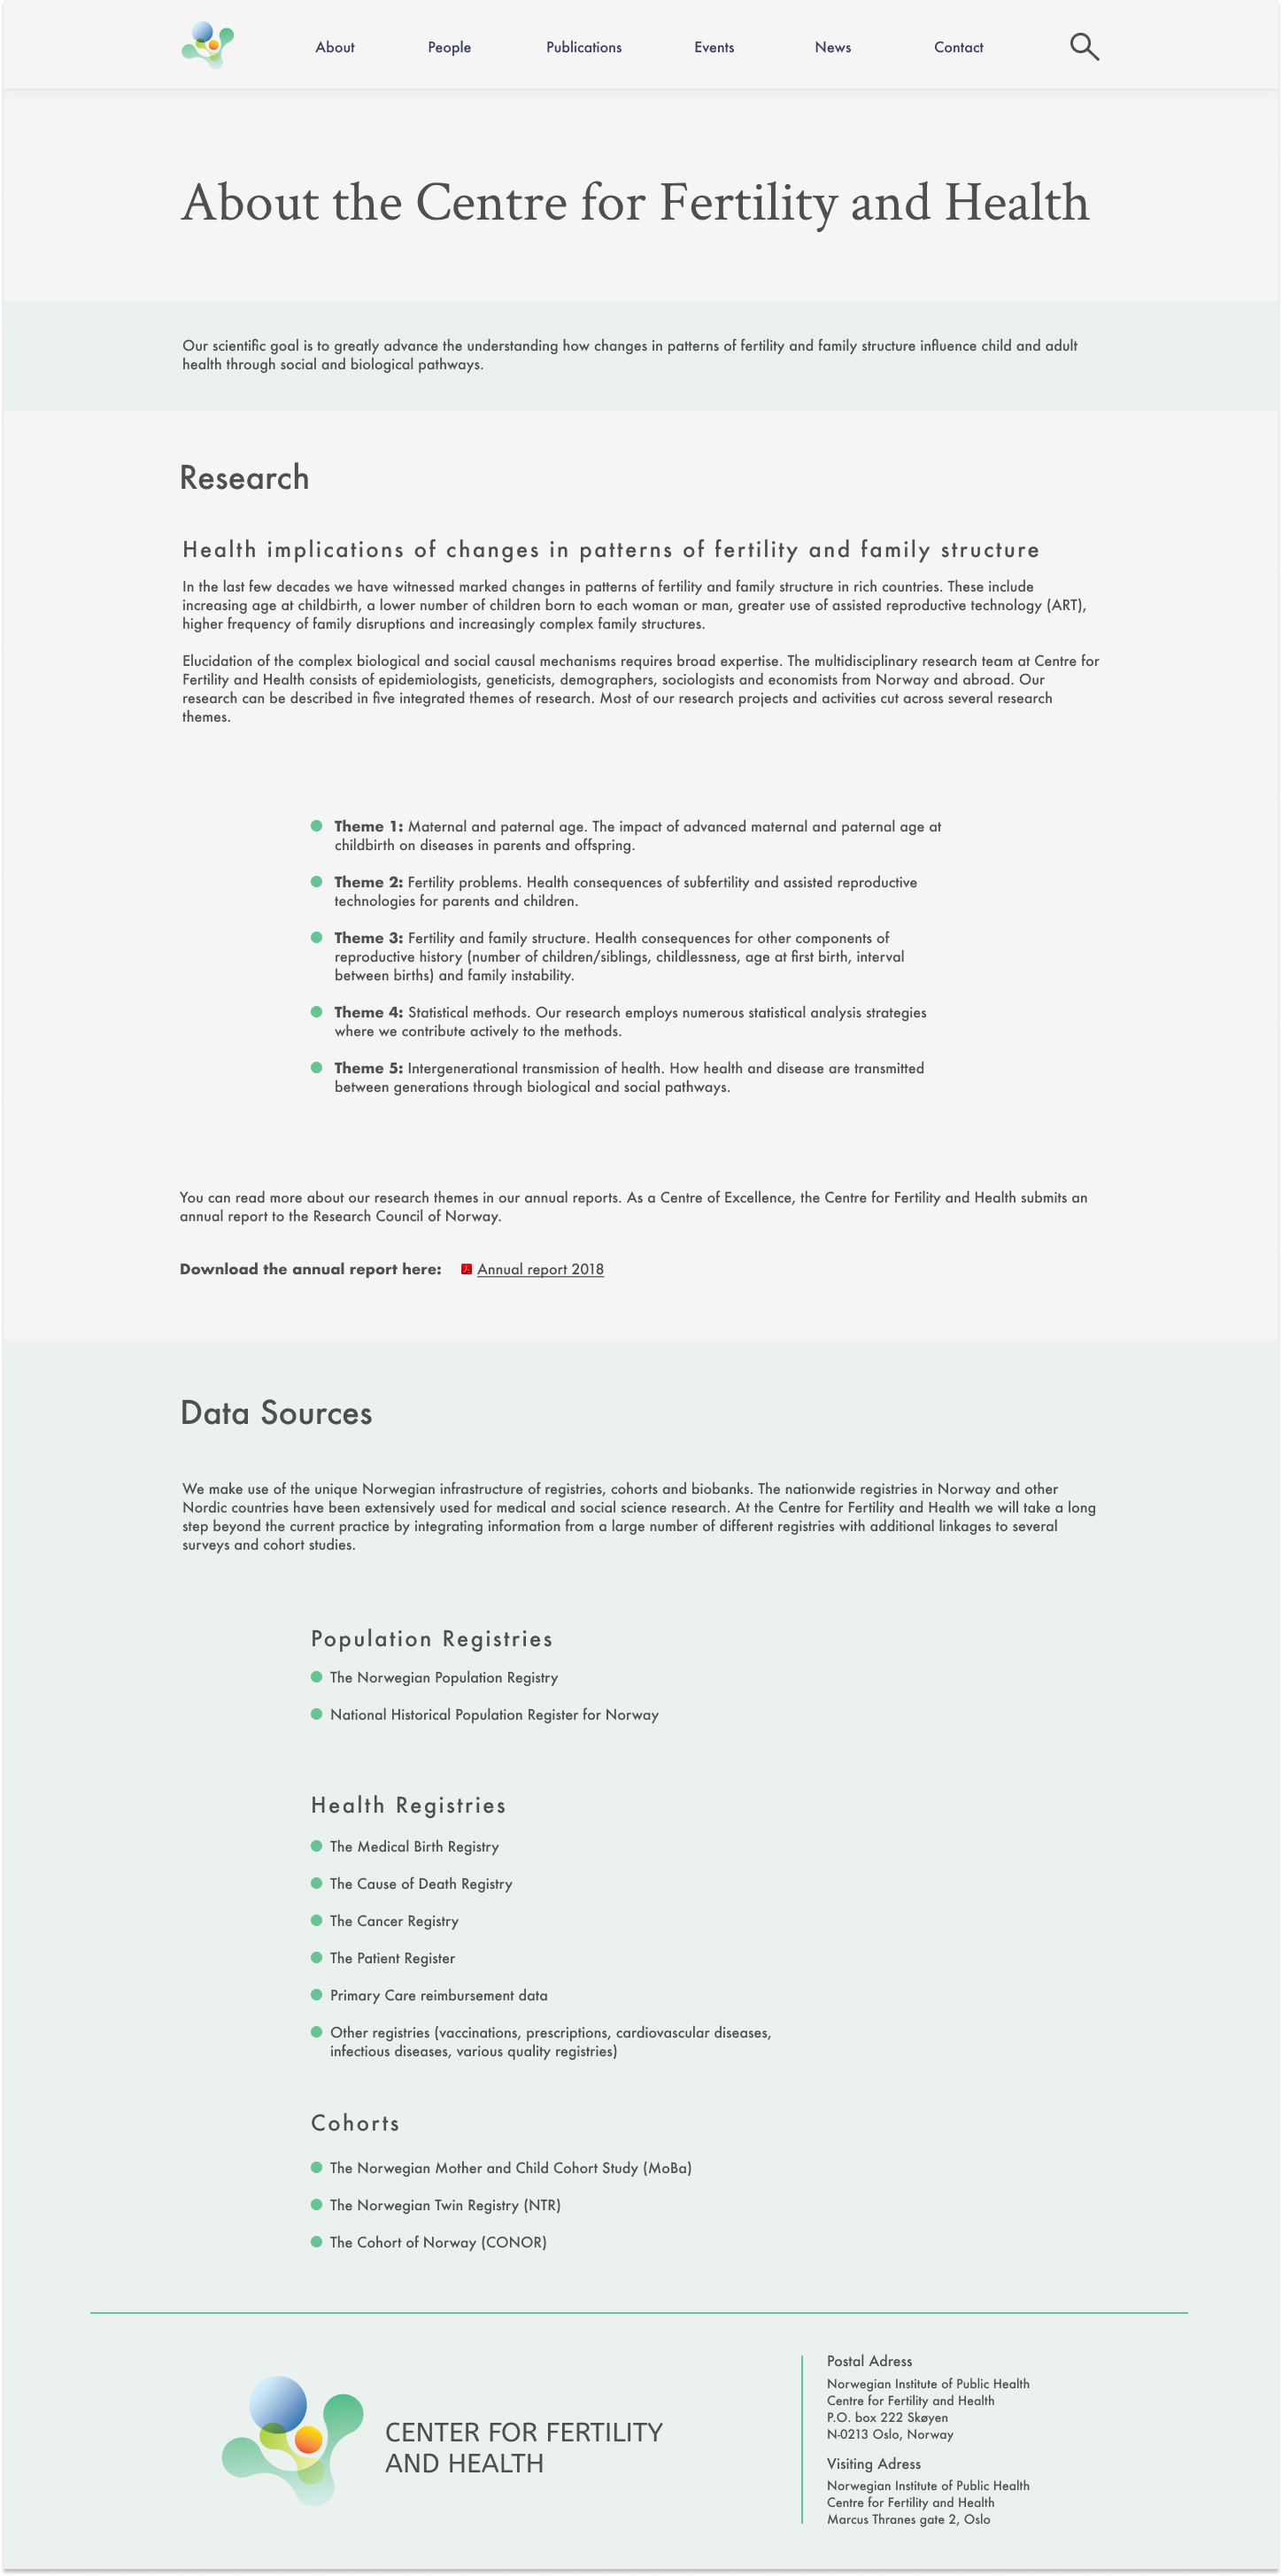 About
People
Publications
Events
News
Contact
About the Centre for Fertility and Health
Our scientific goal is to greatly advance the understanding how changes in patterns of fertility and family structure influence child and adult
health through social and biological pathways.
Research
Health implications of changes in patterns of fertility and family structure
In the last few decades we have witnessed marked changes in patterns of fertility and family structure in rich countries. These include
increasing age at childbirth, a lower number of children born to each woman or man, greater use of assisted reproductive technology (ART),
higher frequency of family disruptions and increasingly complex family structures.
Elucidation of the complex biological and social causal mechanisms requires broad expertise. The multidisciplinary research team at Centre for
Fertility and Health consists of epidemiologists, geneticists, demographers, sociologists and economists from Norway and abroad. Our
research can be described in five integrated themes of research. Most of our research projects and activities cut across several research
themes.
Theme 1: Maternal and paternal age. The impact of advanced maternal and paternal age at
childbirth on diseases in parents and offspring.
Theme 2: Fertility problems. Health consequences of subfertility and assisted reproductive
technologies for parents and children.
Theme 3: Fertility and family structure. Health consequences for other components of
reproductive history (number of children/siblings, childlessness, age at first birth, interval
between births) and family instability.
Theme 4: Statistical methods. Our research employs numerous statistical analysis strategies
where we contribute actively to the methods.
Theme 5: Intergenerational transmission of health. How health and disease are transmitted
between generations through biological and social pathways.
You can read more about our research themes in our annual reports. As a Centre of Excellence, the Centre for Fertility and Health submits an
annual report to the Research Council of Norway.
Download the annual report here: Annual report 2018
Data Sources
We make use of the unique Norwegian infrastructure of registries, cohorts and biobanks. The nationwide registries in Norway and other
Nordic countries have been extensively used for medical and social science research. At the Centre for Fertility and Health we will take a long
step beyond the current practice by integrating information from a large number of different registries with additional linkages to several
surveys and cohort studies.
Population Registries
The Norwegian Population Registry
National Historical Population Register for Norway
Health Registries
The Medical Birth Registry
The Cause of Death Registry
The Cancer Registry
The Patient Register
Primary Care reimbursement data
Other registries (vaccinations, prescriptions, cardiovascular diseases,
infectious diseases, various quality registries)
Cohorts
The Norwegian Mother and Child Cohort Study (MoBa)
The Norwegian Twin Registry (NTR)
The Cohort of Norway (CONOR)
CENTER FOR FERTILITY
AND HEALTH
Postal Adress
Norwegian Institute of Public Health
Centre for Fertility and Health
P.O. box 222 Skøyen
N-0213 Oslo, Norway
Visiting Adress
Norwegian Institute of Public Health
Centre for Fertility and Health
Marcus Thranes gate 2, Oslo